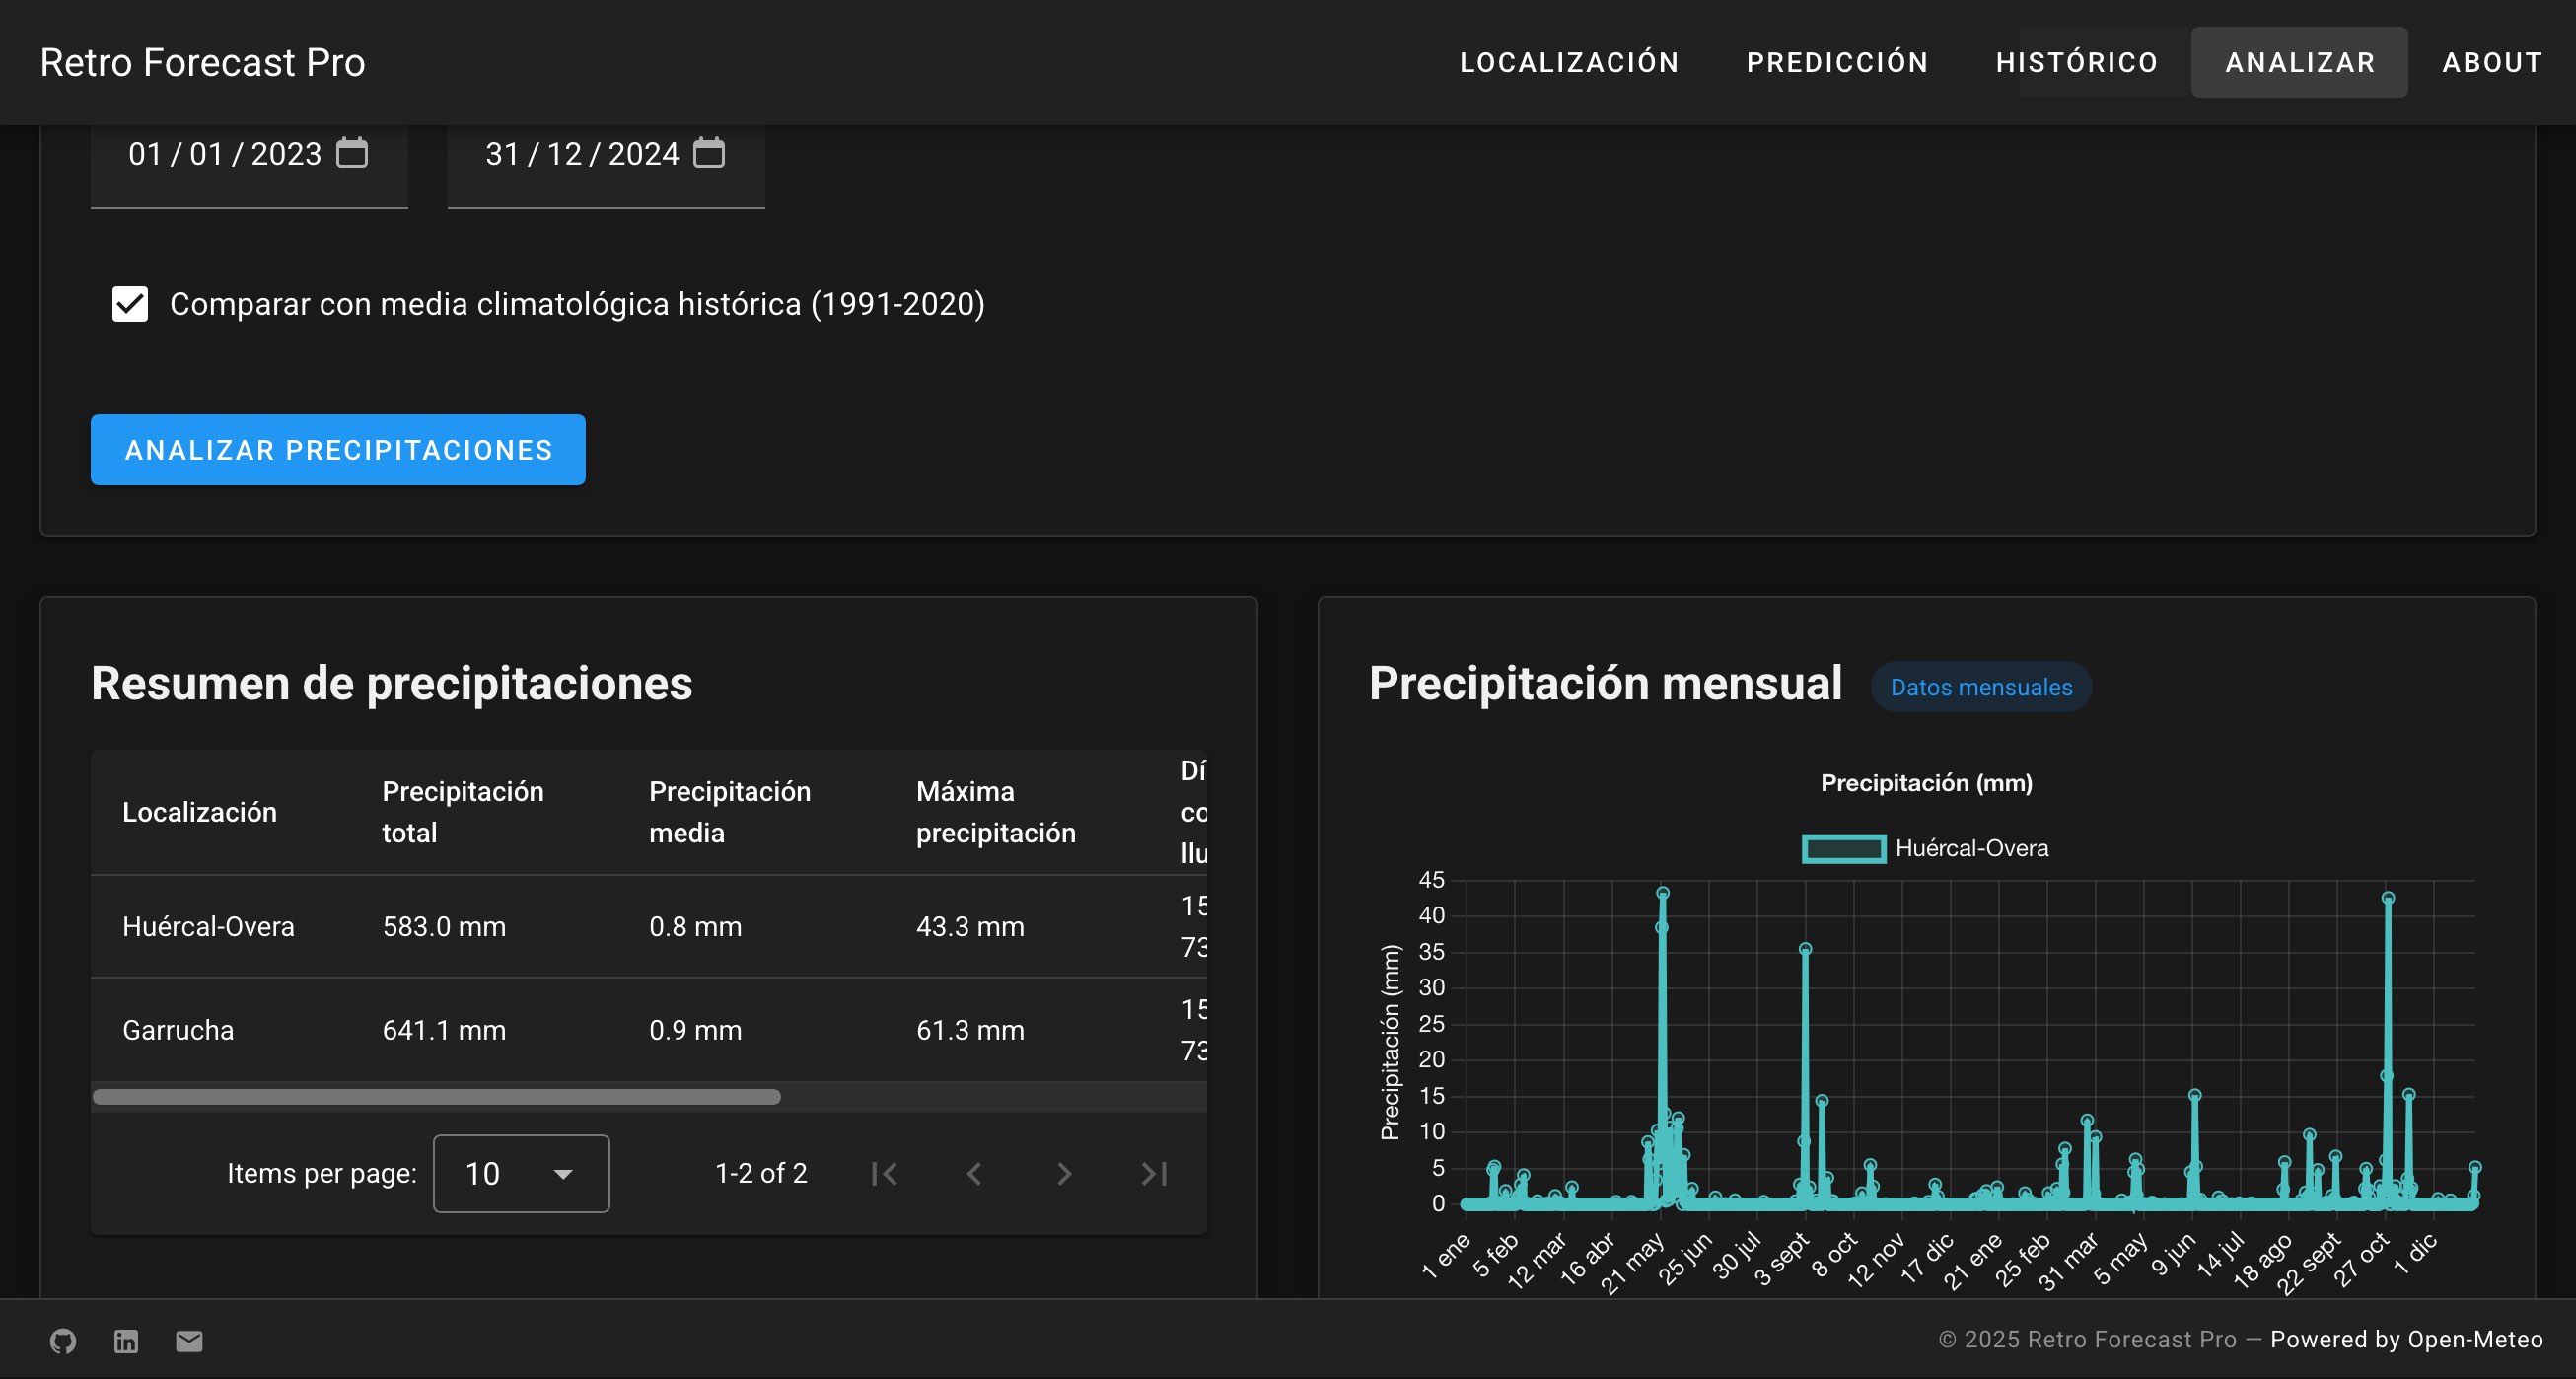 Retro Forecast Pro
LOCALIZACIÓN
PREDICCIÓN
HISTÓRICO
ANALIZAR
ABOUT
01 / 01 / 2023
31 / 12 / 2024
Comparar con media climatológica histórica (1991-2020)
ANALIZAR PRECIPITACIONES
Resumen de precipitaciones
Localización
Precipitación
total
Precipitación
media
Máxima
precipitación
Dí
co
llu
Huércal-Overa
583.0 mm
0.8 mm
43.3 mm
15
73
Garrucha
641.1 mm
0.9 mm
61.3 mm
15
73
Items per page:
10
1-2 of 2
Precipitación mensual
Datos mensuales
Precipitación (mm)
Huércal-Overa
Precipitación (mm)
45
40
35
30
25
20
15
10
5
0
1 ene
5 feb
12 mar
16 abr
21 may
25 jun
30 jul
3 sept
8 oct
12 nov
17 dic
21 ene
25 feb
31 mar
5 may
9 jun
14 jul
18 ago
22 sept
27 oct
1 dic
© 2025 Retro Forecast Pro — Powered by Open-Meteo